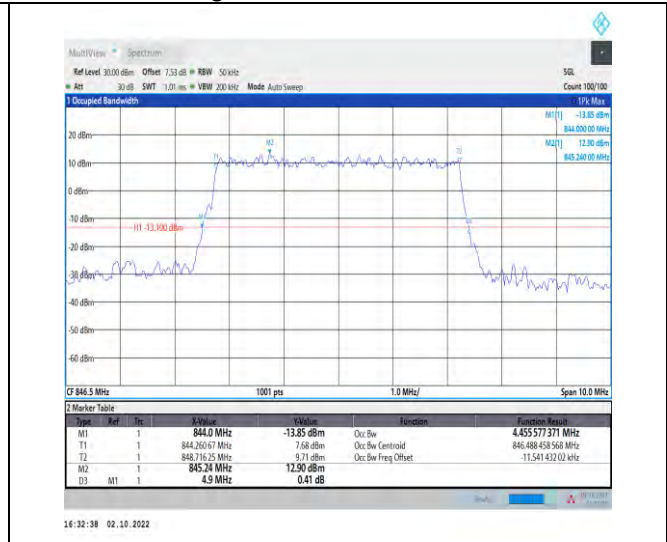 MultiView Spectrum
Ref Level 30.00 dBm Offset 7.53 dB RBW 50 kHz SGL
Att 30 dB SWT 1.01 ms VBW 200 kHz Mode Auto Sweep Count 100/100
1 Occupied Bandwidth 1Pk Max
M1[1] -13.85 dBm
844.000 00 MHz
M2[1] 12.90 dBm
845.240 00 MHz
20 dBm
M2
10 dBm
0 dBm
-10 dBm
H1 -13.100 dBm
-20 dBm
-30 dBm
-40 dBm
-50 dBm
-60 dBm
CF 846.5 MHz 1001 pts 1.0 MHz/ Span 10.0 MHz
2 Marker Table
Type Ref Trc X-Value Y-Value Function Function Result
M1 1 844.0 MHz -13.85 dBm Occ Bw 4.455 577 371 MHz
T1 1 844.260 67 MHz 7.68 dBm Occ Bw Centroid 846.488 458 568 MHz
T2 1 848.716 25 MHz 9.71 dBm Occ Bw Freq Offset -11.541 432 02 kHz
M2 1 845.24 MHz 12.90 dBm
D3 M1 1 4.9 MHz 0.41 dB
16:32:38 02.10.2022